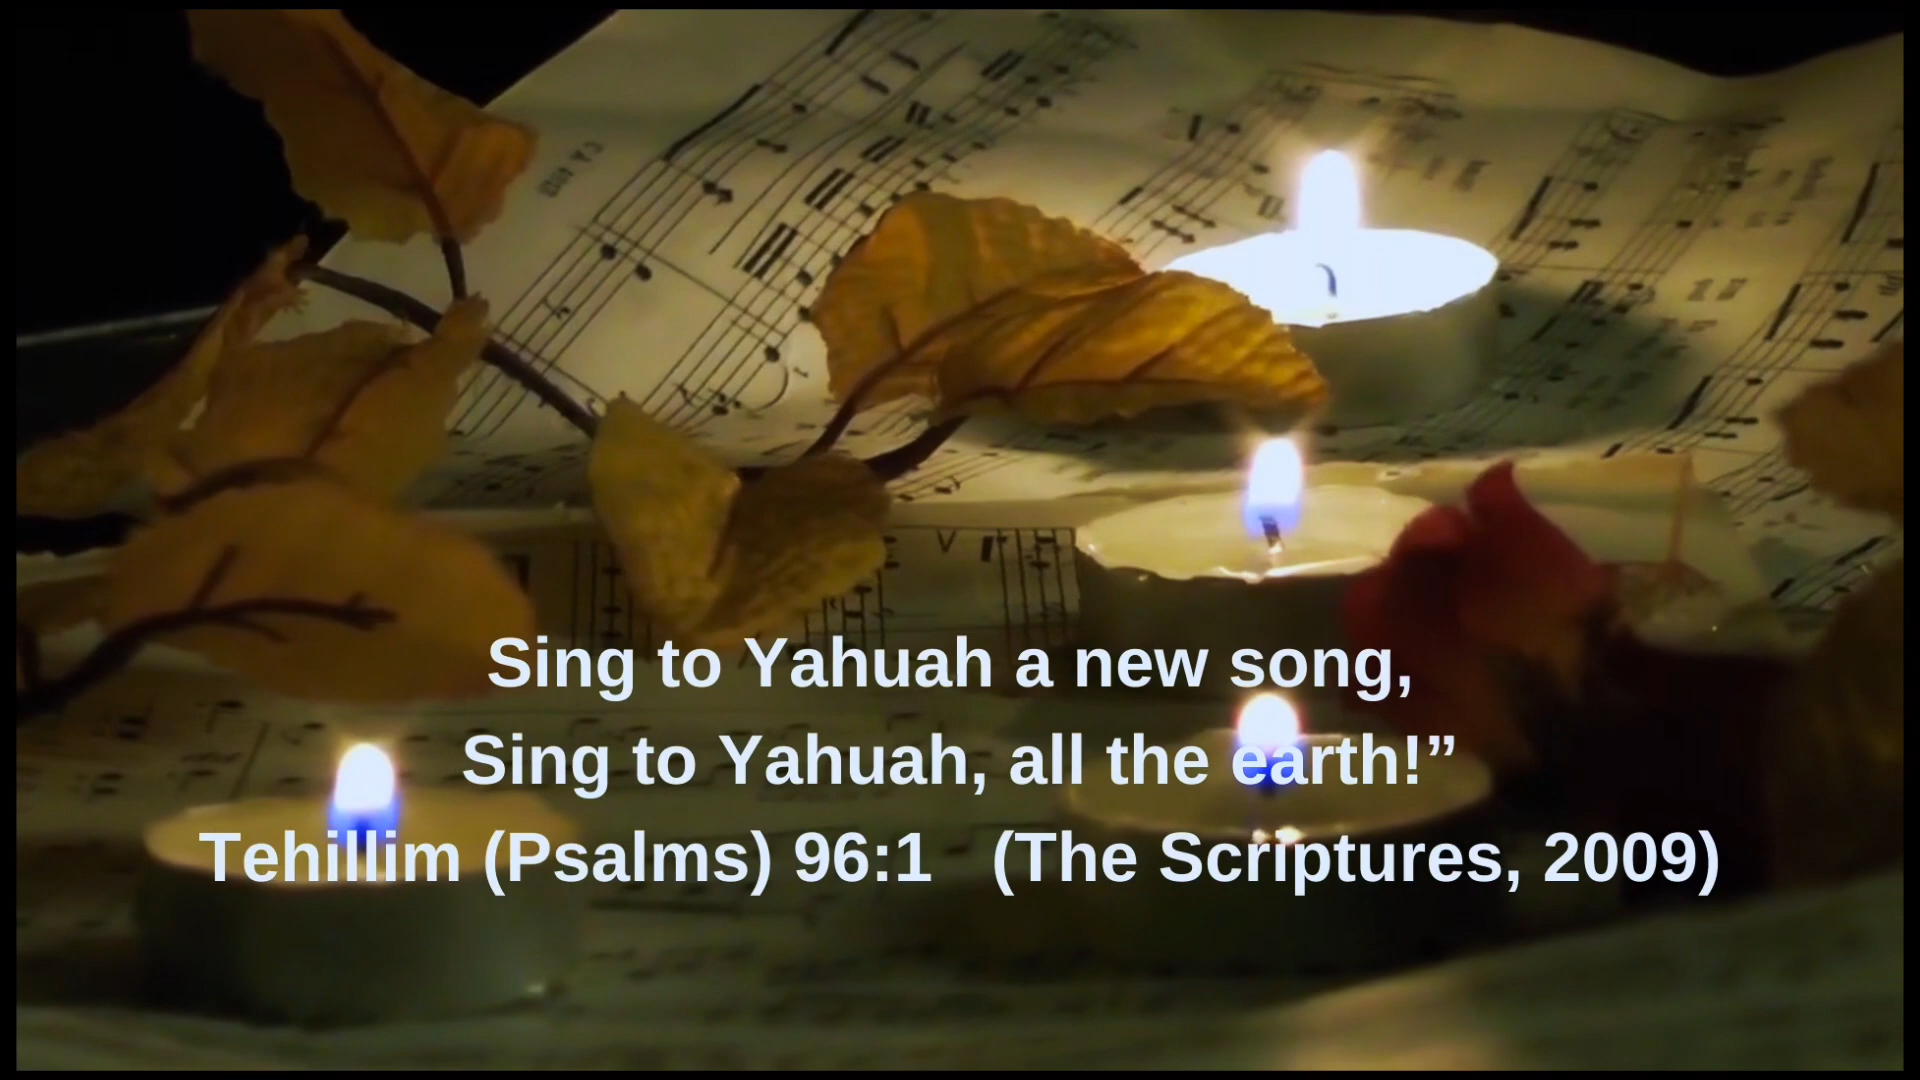 Sing to Yahuah a new song,
Sing to Yahuah, all the earth!”
Tehillim (Psalms) 96:1   (The Scriptures, 2009)